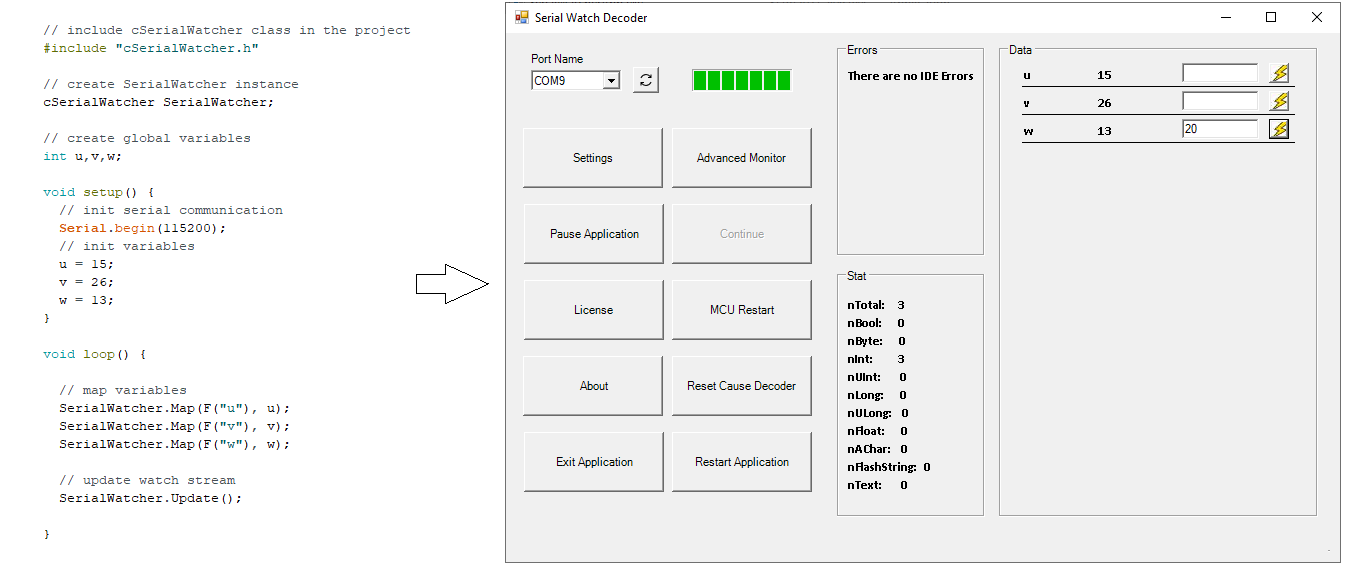 // include cSerialWatcher class in the project
#include "cSerialWatcher.h"
// create SerialWatcher instance
cSerialWatcher SerialWatcher;
// create global variables
int u,v,w;
void setup() {
// init serial communication
Serial.begin(115200);
// init variables
u = 15;
v = 26;
w = 13;
}
void loop() {
// map variables
SerialWatcher.Map(F("u"), u);
SerialWatcher.Map(F("v"), v);
SerialWatcher.Map(F("w"), w);
// update watch stream
SerialWatcher.Update();
}
Serial Watch Decoder
Port Name
COM9
Settings
Advanced Monitor
Pause Application
Continue
License
MCU Restart
About
Reset Cause Decoder
Exit Application
Restart Application
Errors
There are no IDE Errors
Stat
nTotal: 3
nBool: 0
nByte: 0
nInt: 3
nUInt: 0
nLong: 0
nULong: 0
nFloat: 0
nAChar: 0
nFlashString: 0
nText: 0
Data
u 15
v 26
w 13 20